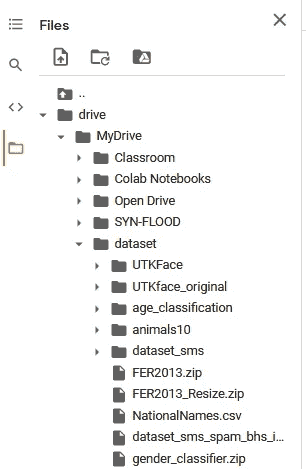 Files
..
drive
MyDrive
Classroom
Colab Notebooks
Open Drive
SYN-FLOOD
dataset
UTKFace
UTKface_original
age_classification
animals10
dataset_sms
FER2013.zip
FER2013_Resize.zip
NationalNames.csv
dataset_sms_spam_bhs_i...
gender_classifier.zip